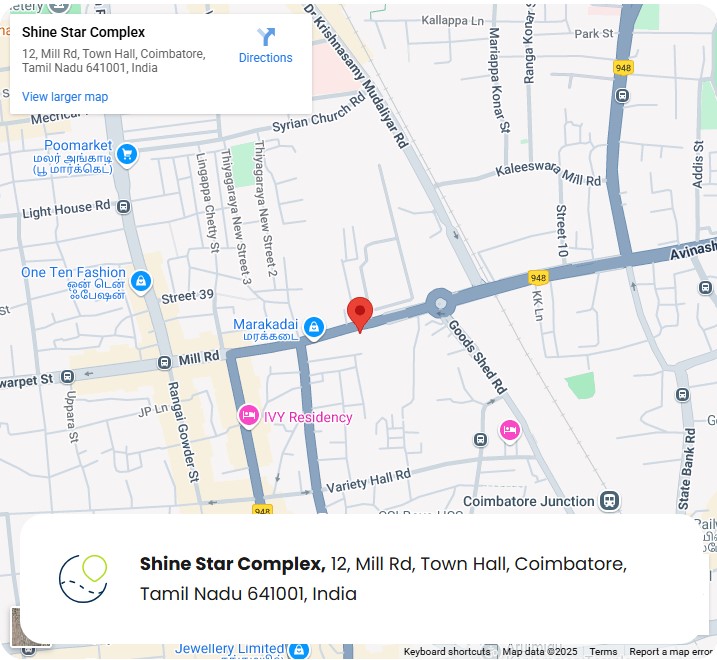 Shine Star Complex
12, Mill Rd, Town Hall, Coimbatore,
Tamil Nadu 641001, India
Directions
View larger map
Dr Krishnasamy Mudaliyar Rd
Kallappa Ln
Mariappa Konar St
Ranga Konar
Park St
948
Syrian Church Rd
Poomarket
மலர் அங்காடி
(பூ மார்க்கெட்)
Kaleeswara Mill Rd
Addis St
Light House Rd
Lingappa Chetty St
Thiyagaraya New Street 3
Thiyagaraya New Street 2
Street 10
Avinash
One Ten Fashion
ஒன் டென்
ஃபேஷன்
Street 39
948
KK Ln
Marakadai
மரக்கடை
Mill Rd
Goods Shed Rd
warpet St
Uppara St
JP Ln
Rangai Gowder St
IVY Residency
State Bank Rd
Variety Hall Rd
Coimbatore Junction
948
Shine Star Complex, 12, Mill Rd, Town Hall, Coimbatore,
Tamil Nadu 641001, India
Jewellery Limited
Keyboard shortcuts
Map data ©2025
Terms
Report a map error